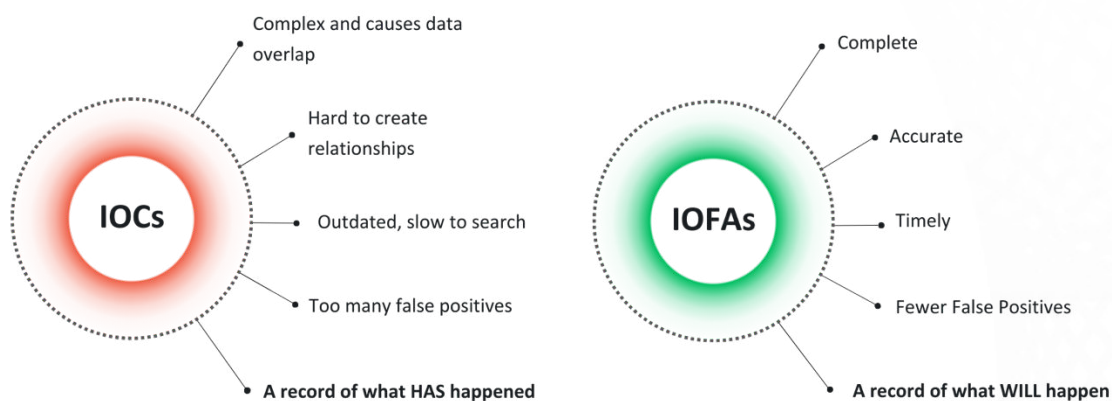 Complex and causes data
overlap
Hard to create
relationships
IOCs
Outdated, slow to search
Too many false positives
A record of what HAS happened
Complete
Accurate
IOFAs
Timely
Fewer False Positives
A record of what WILL happen